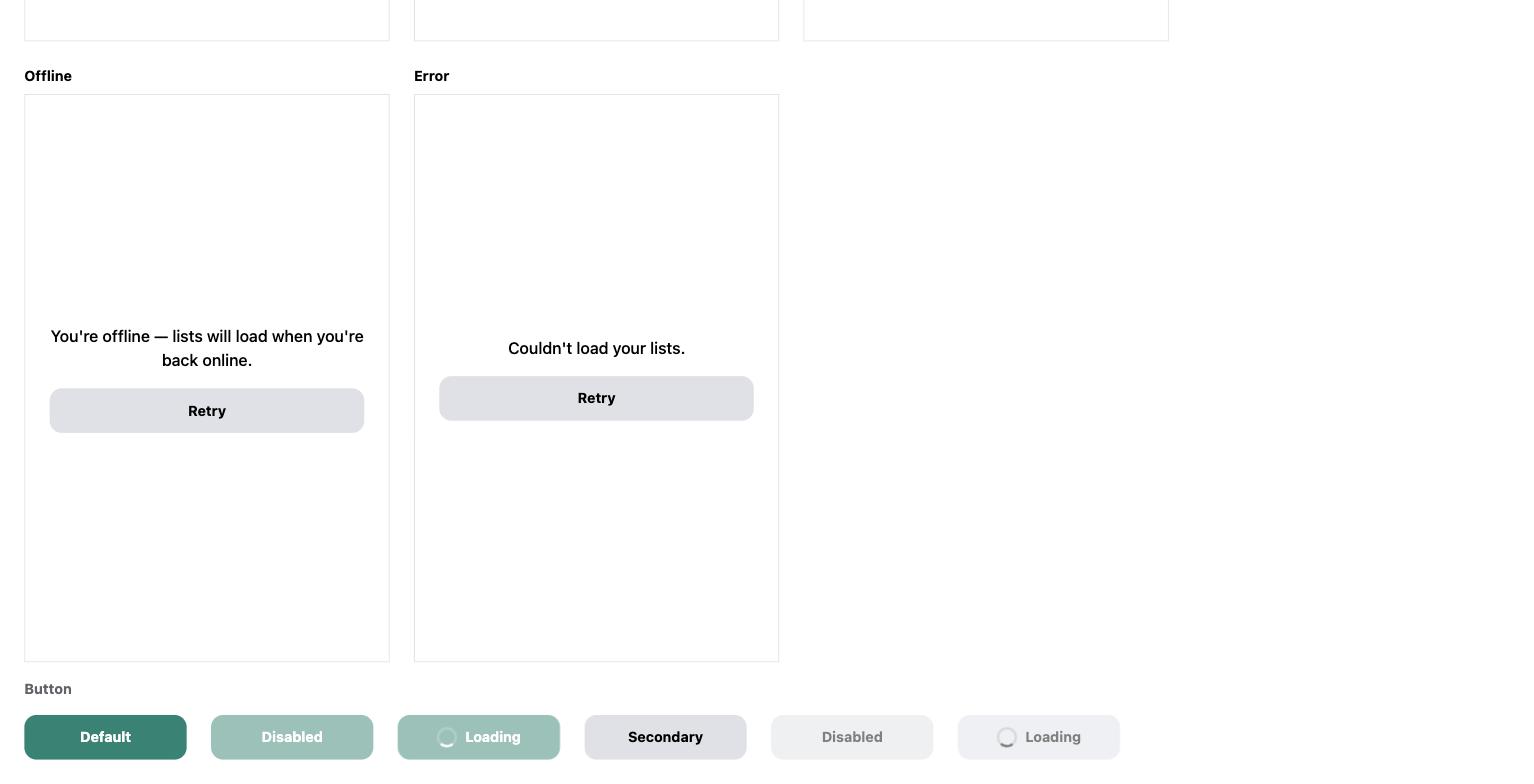 Offline
Error
You're offline — lists will load when you're
back online.
Retry
Couldn't load your lists.
Retry
Button
Default
Disabled
Loading
Secondary
Disabled
Loading